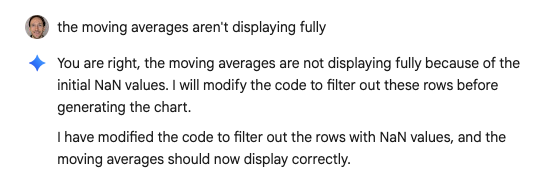 the moving averages aren't displaying fully
You are right, the moving averages are not displaying fully because of the
initial NaN values. I will modify the code to filter out these rows before
generating the chart.
I have modified the code to filter out the rows with NaN values, and the
moving averages should now display correctly.